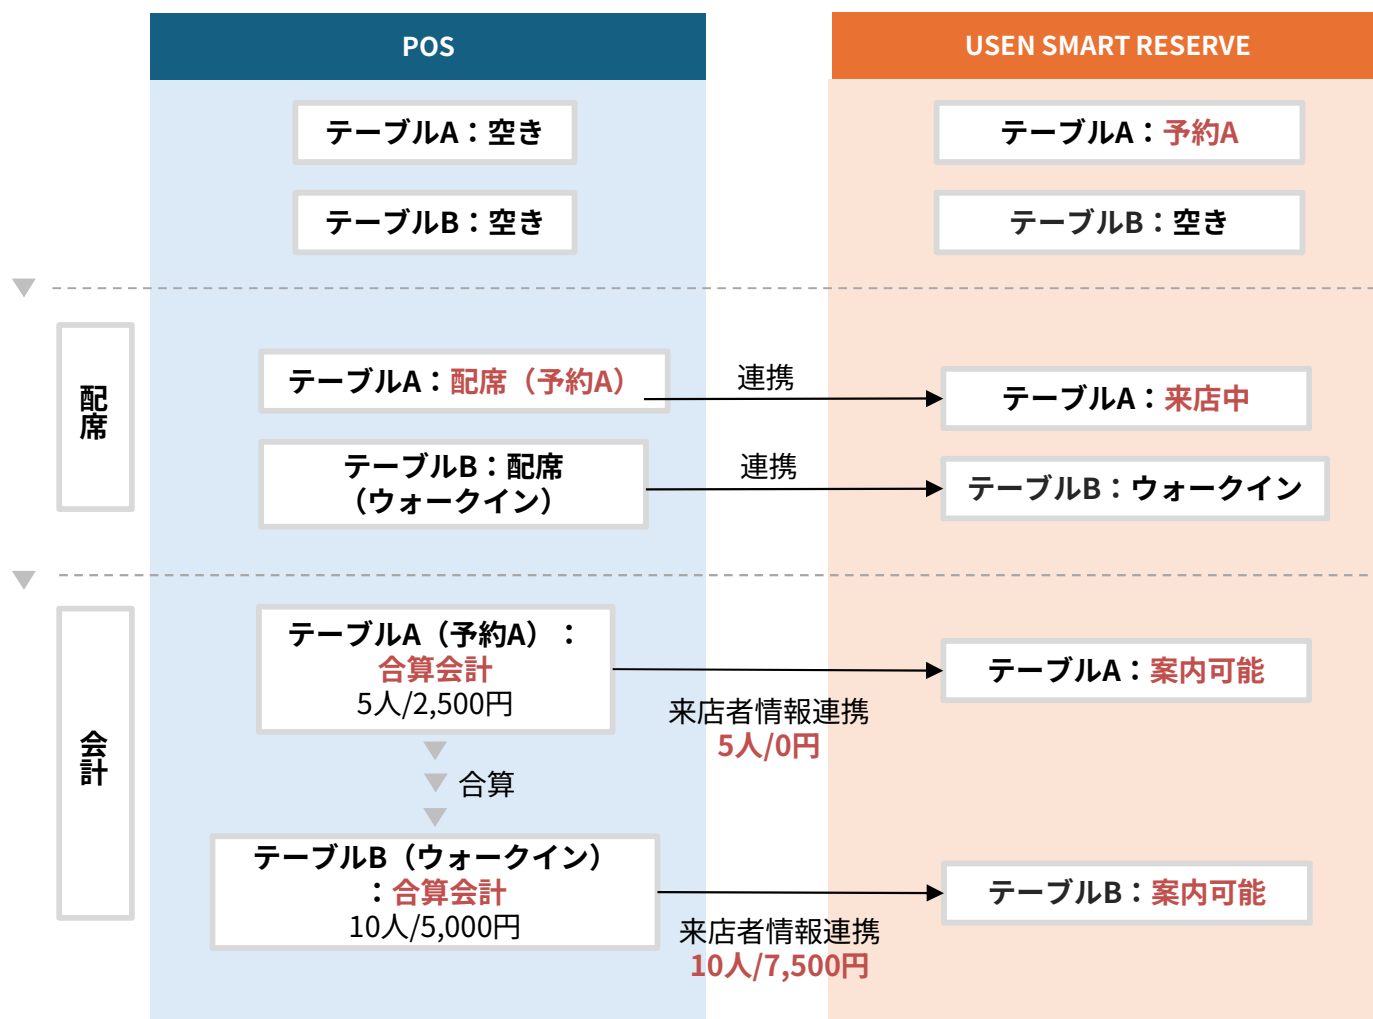 POS
USEN SMART RESERVE
テーブルA：空き
テーブルA：予約A
テーブルB：空き
テーブルB：空き
配席
テーブルA：配席（予約A）
連携
テーブルA：来店中
テーブルB：配席
（ウォークイン）
連携
テーブルB：ウォークイン
会計
テーブルA（予約A）：
合算会計
5人/2,500円
来店者情報連携
5人/0円
テーブルA：案内可能
合算
テーブルB（ウォークイン）
：合算会計
10人/5,000円
来店者情報連携
10人/7,500円
テーブルB：案内可能